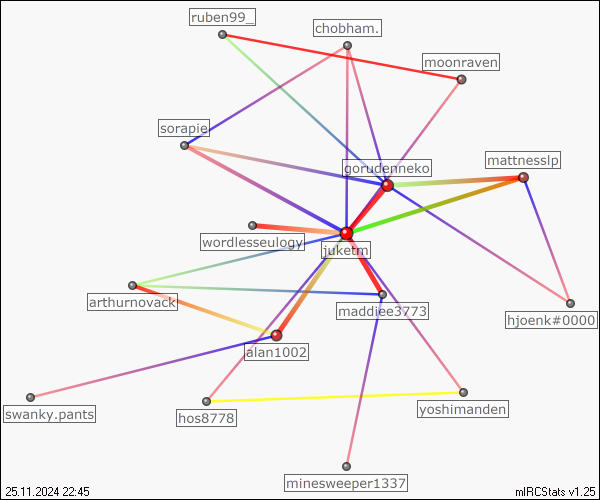 ruben99_
chobham.
moonraven
sorapie
gorudenneko
mattnesslp
wordlesseulogy
juketm
arthurnovack
maddiee3773
hjoenk#0000
alan1002
swanky.pants
hos8778
yoshimanden
minesweeper1337
25.11.2024 22:45
mIRCStats v1.25